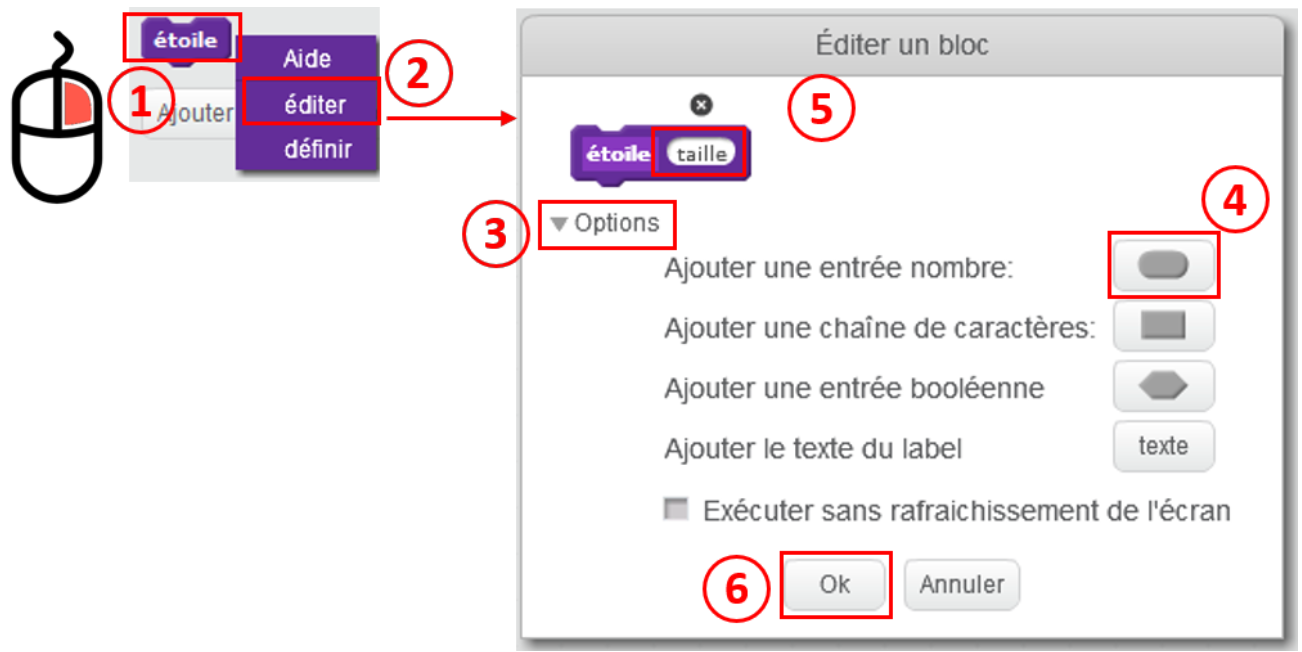 étoile
1
Ajouter
Aide
éditer
définir
2
Éditer un bloc
5
étoile taille
3
Options
4
Ajouter une entrée nombre:
Ajouter une chaîne de caractères:
Ajouter une entrée booléenne
Ajouter le texte du label texte
Exécuter sans rafraichissement de l'écran
6
Ok Annuler